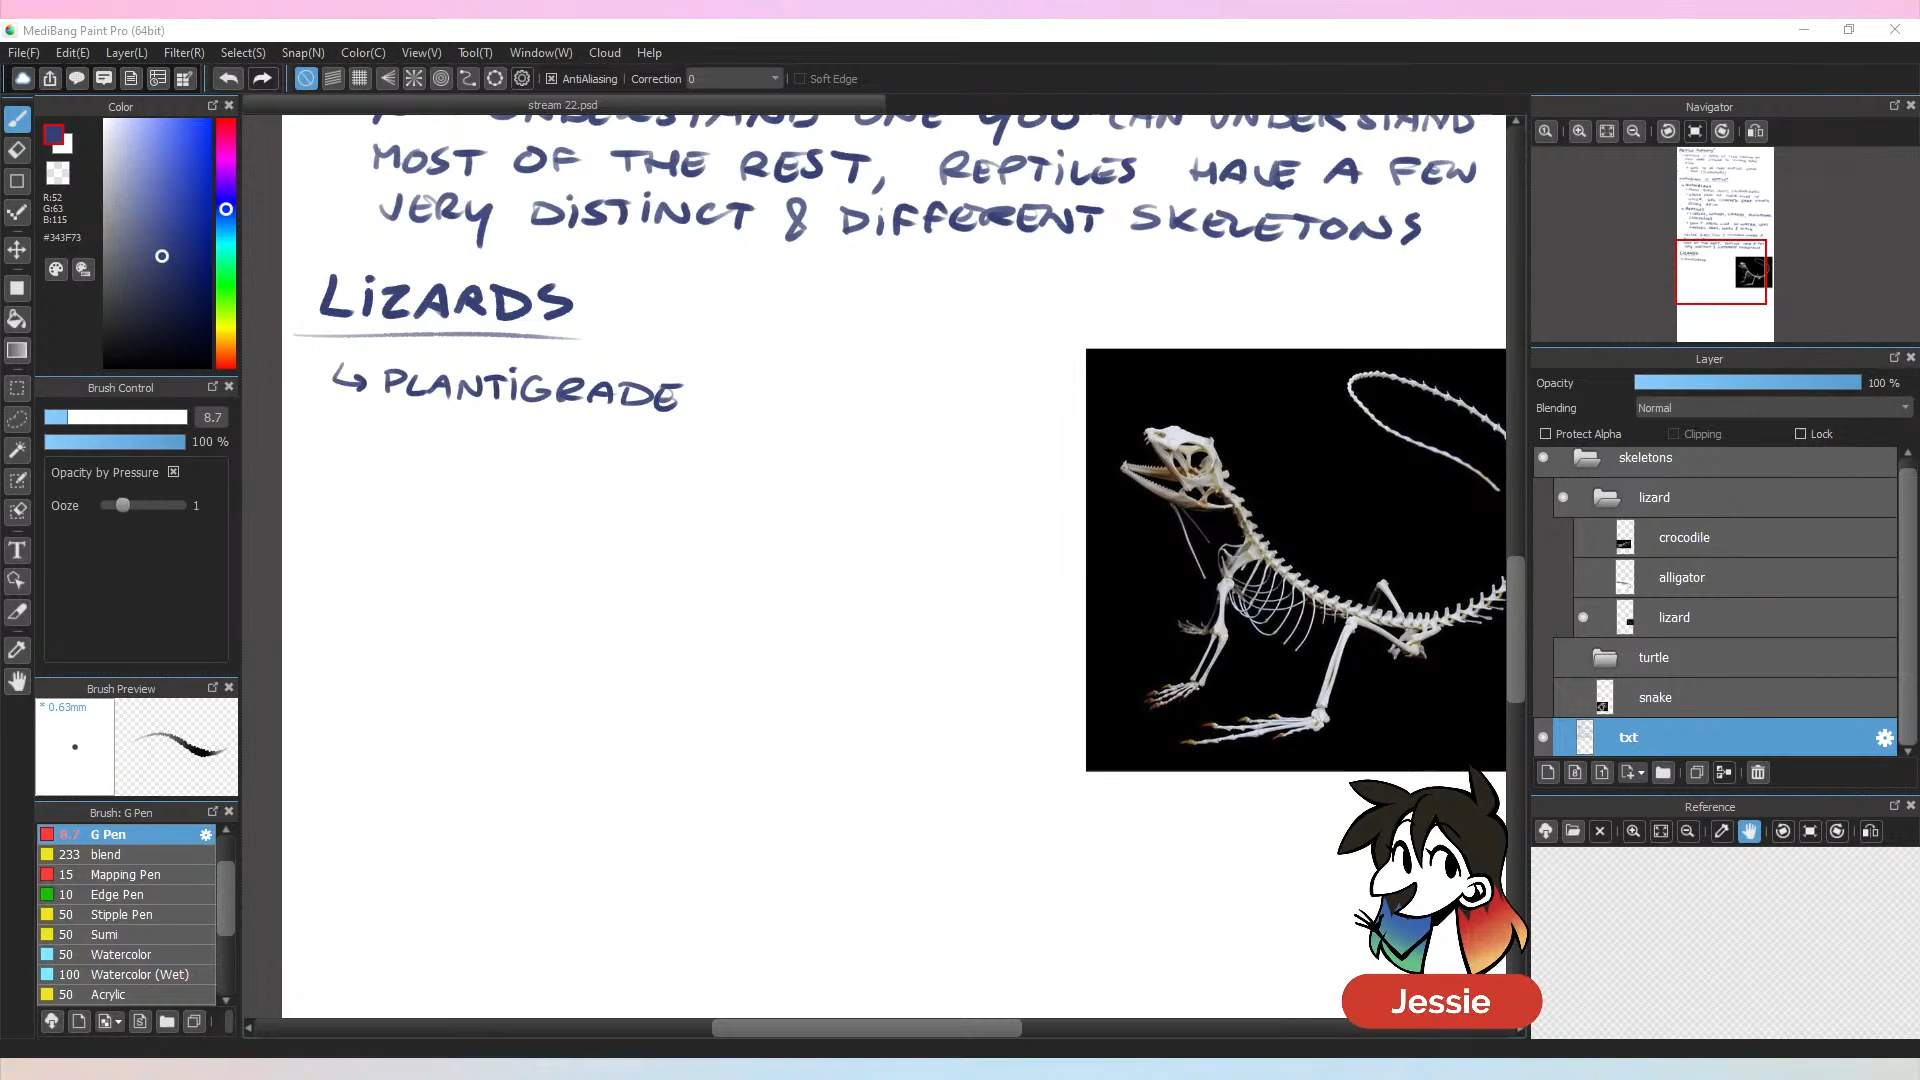 MediBang Paint Pro (64bit)
File(F) Edit(E) Layer(L) Filter(R) Select(S) Snap(N) Color(C) View(V) Tool(T) Window(W) Cloud Help
AntiAliasing Correction 0 Soft Edge
Color
stream 22.psd
Navigator
R:52
G:63
B:115
#343F73
Brush Control
8.7
100 %
Opacity by Pressure
Ooze 1
Brush Preview
* 0.63mm
Brush: G Pen
8.7 G Pen
233 blend
15 Mapping Pen
10 Edge Pen
50 Stipple Pen
50 Sumi
50 Watercolor
100 Watercolor (Wet)
50 Acrylic
UNDERSTAND ONE YOU CAN UNDERSTAND
MOST OF THE REST, REPTILES HAVE A FEW
VERY DISTINCT & DIFFERENT SKELETONS
LIZARDS
↳ PLANTIGRADE
Jessie
Layer
Opacity 100 %
Blending Normal
Protect Alpha Clipping Lock
skeletons
lizard
crocodile
alligator
lizard
turtle
snake
txt
Reference